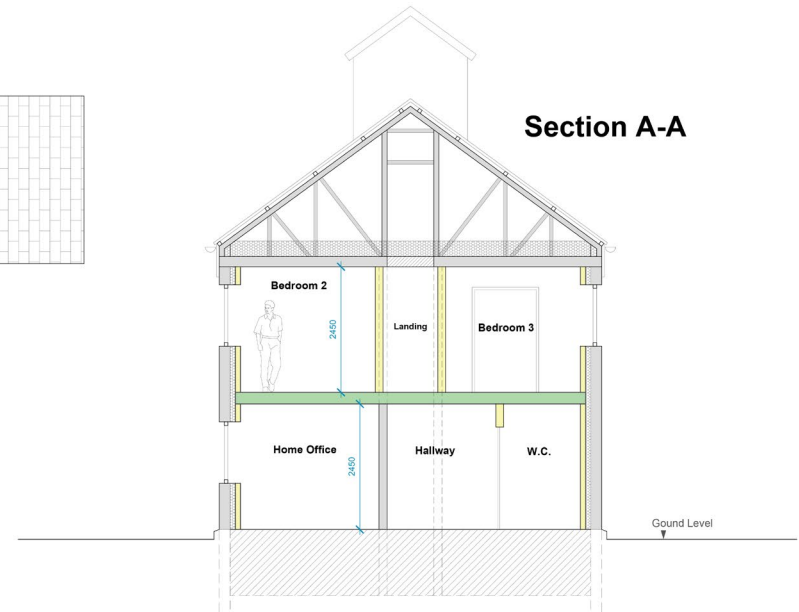 Section A-A
Bedroom 2
2450
Landing
Bedroom 3
Home Office
2450
Hallway
W.C.
Gound Level